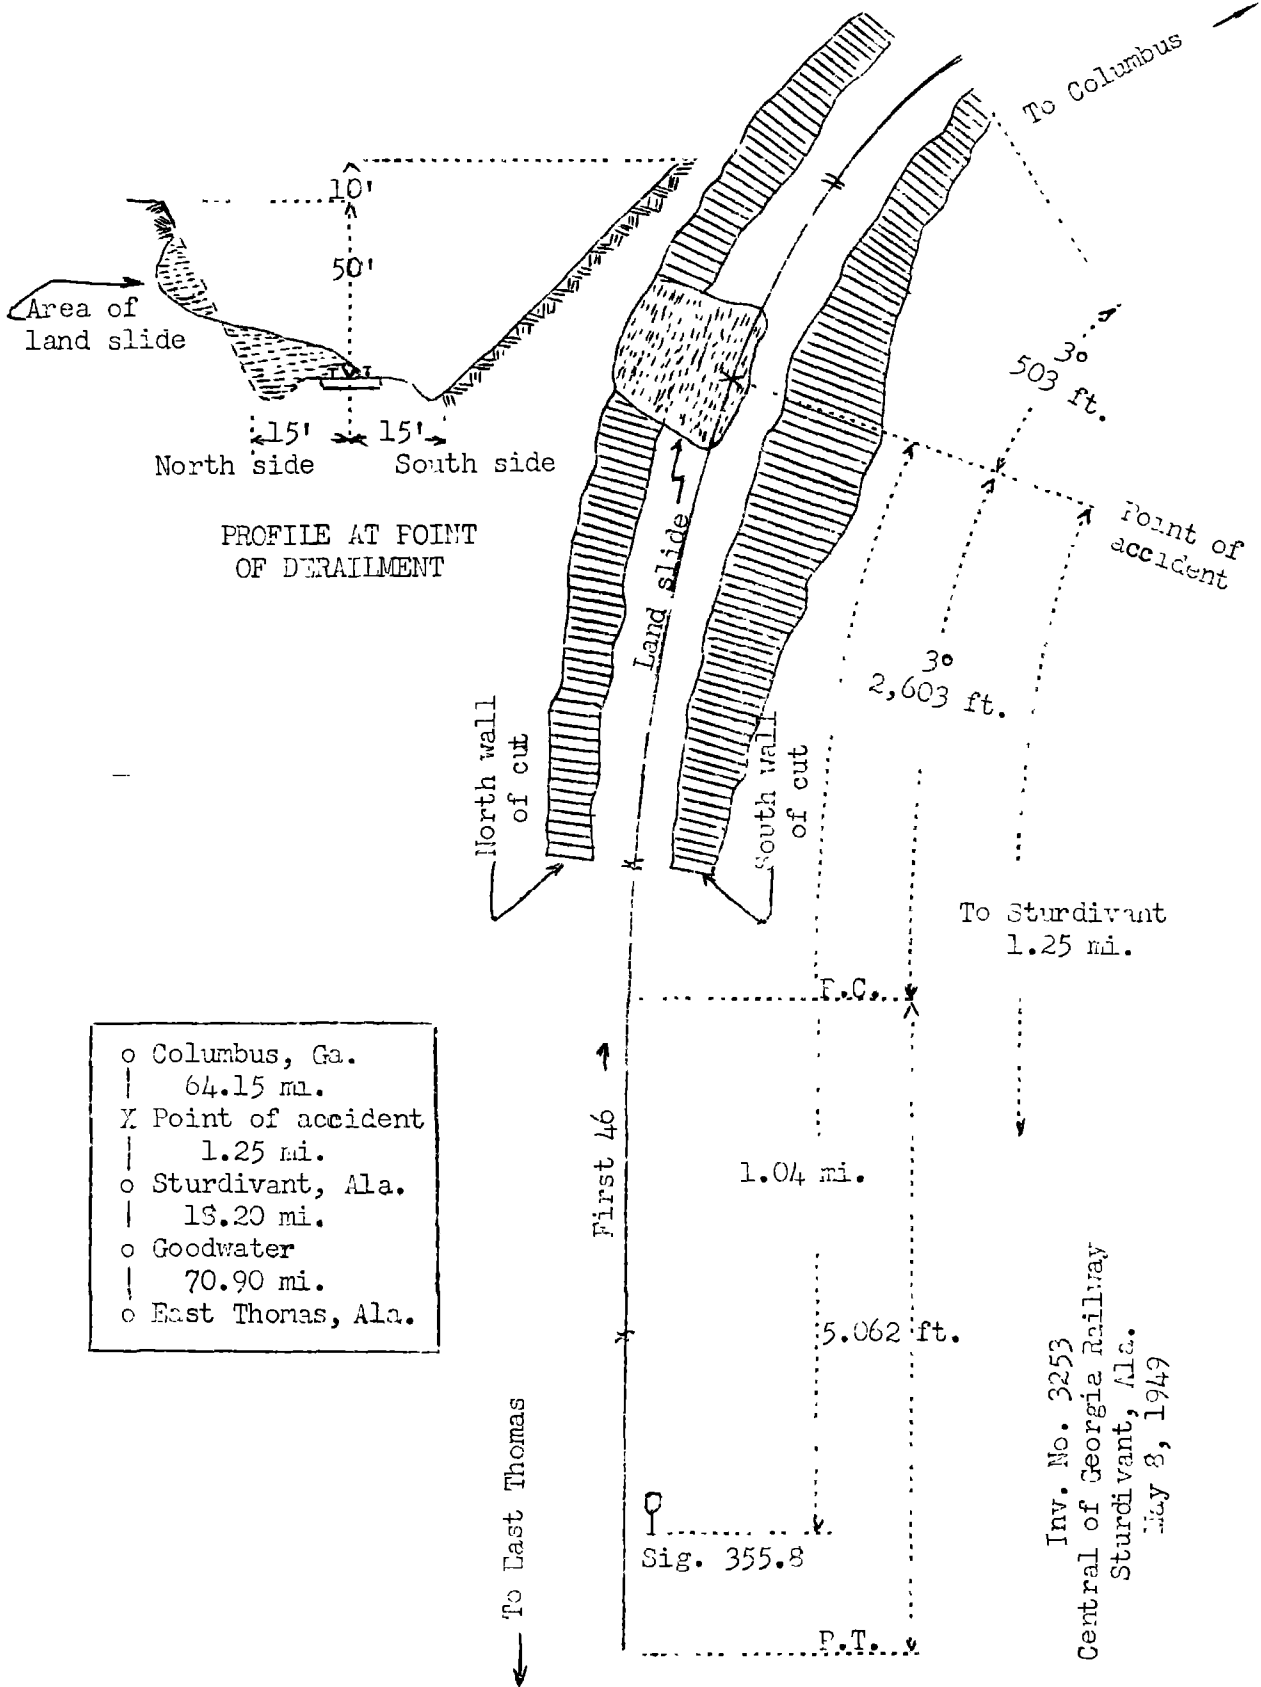 To Columbus
10'
50'
Area of
land slide
15' 15'
North side South side
PROFILE AT POINT
OF DERAILMENT
3°
503 ft.
Point of
accident
Land slide
3°
2,603 ft.
North wall
of cut
South wall
of cut
To Sturdivant
1.25 mi.
P.C.
o Columbus, Ga.
64.15 mi.
X Point of accident
1.25 mi.
o Sturdivant, Ala.
18.20 mi.
o Goodwater
70.90 mi.
o East Thomas, Ala.
First 46
1.04 mi.
5.062 ft.
To East Thomas
Sig. 355.8
P.T.
Inv. No. 3253
Central of Georgia Railway
Sturdivant, Ala.
May 8, 1949